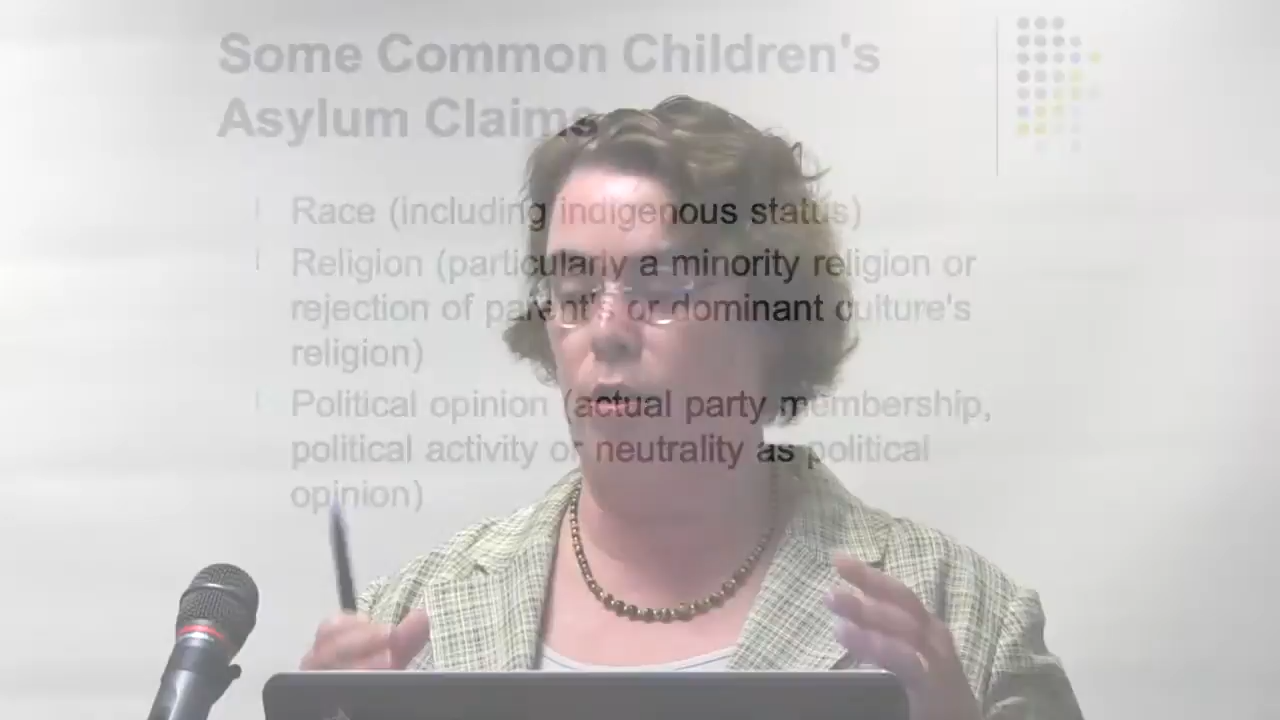 Some Common Children's
Asylum Claims
Race (including indigenous status)
Religion (particularly a minority religion or
rejection of parents' or dominant culture's
religion)
Political opinion (actual party membership,
political activity or neutrality as political
opinion)